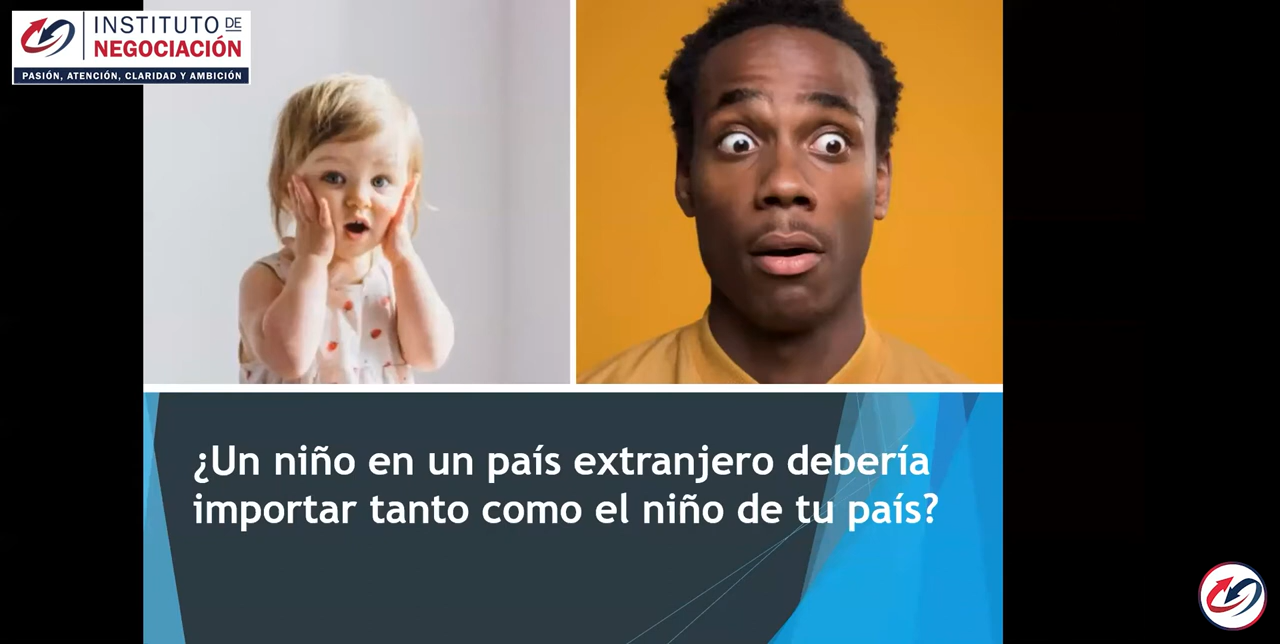 INSTITUTO DE
NEGOCIACIÓN
PASIÓN, ATENCIÓN, CLARIDAD Y AMBICIÓN
¿Un niño en un país extranjero debería
importar tanto como el niño de tu país?